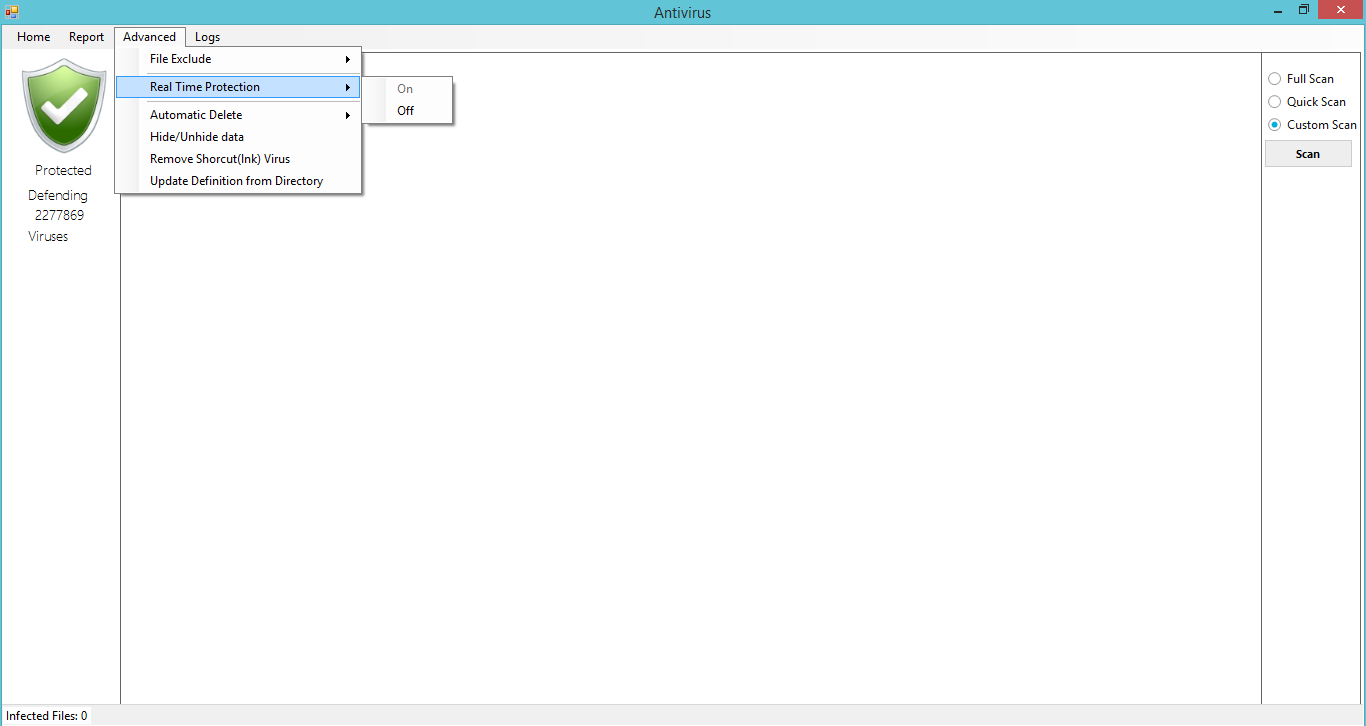 Antivirus
Home Report Advanced Logs
File Exclude
Real Time Protection
On
Off
Automatic Delete
Hide/Unhide data
Remove Shorcut(Ink) Virus
Update Definition from Directory
Protected
Defending
2277869
Viruses
Full Scan
Quick Scan
Custom Scan
Scan
Infected Files: 0